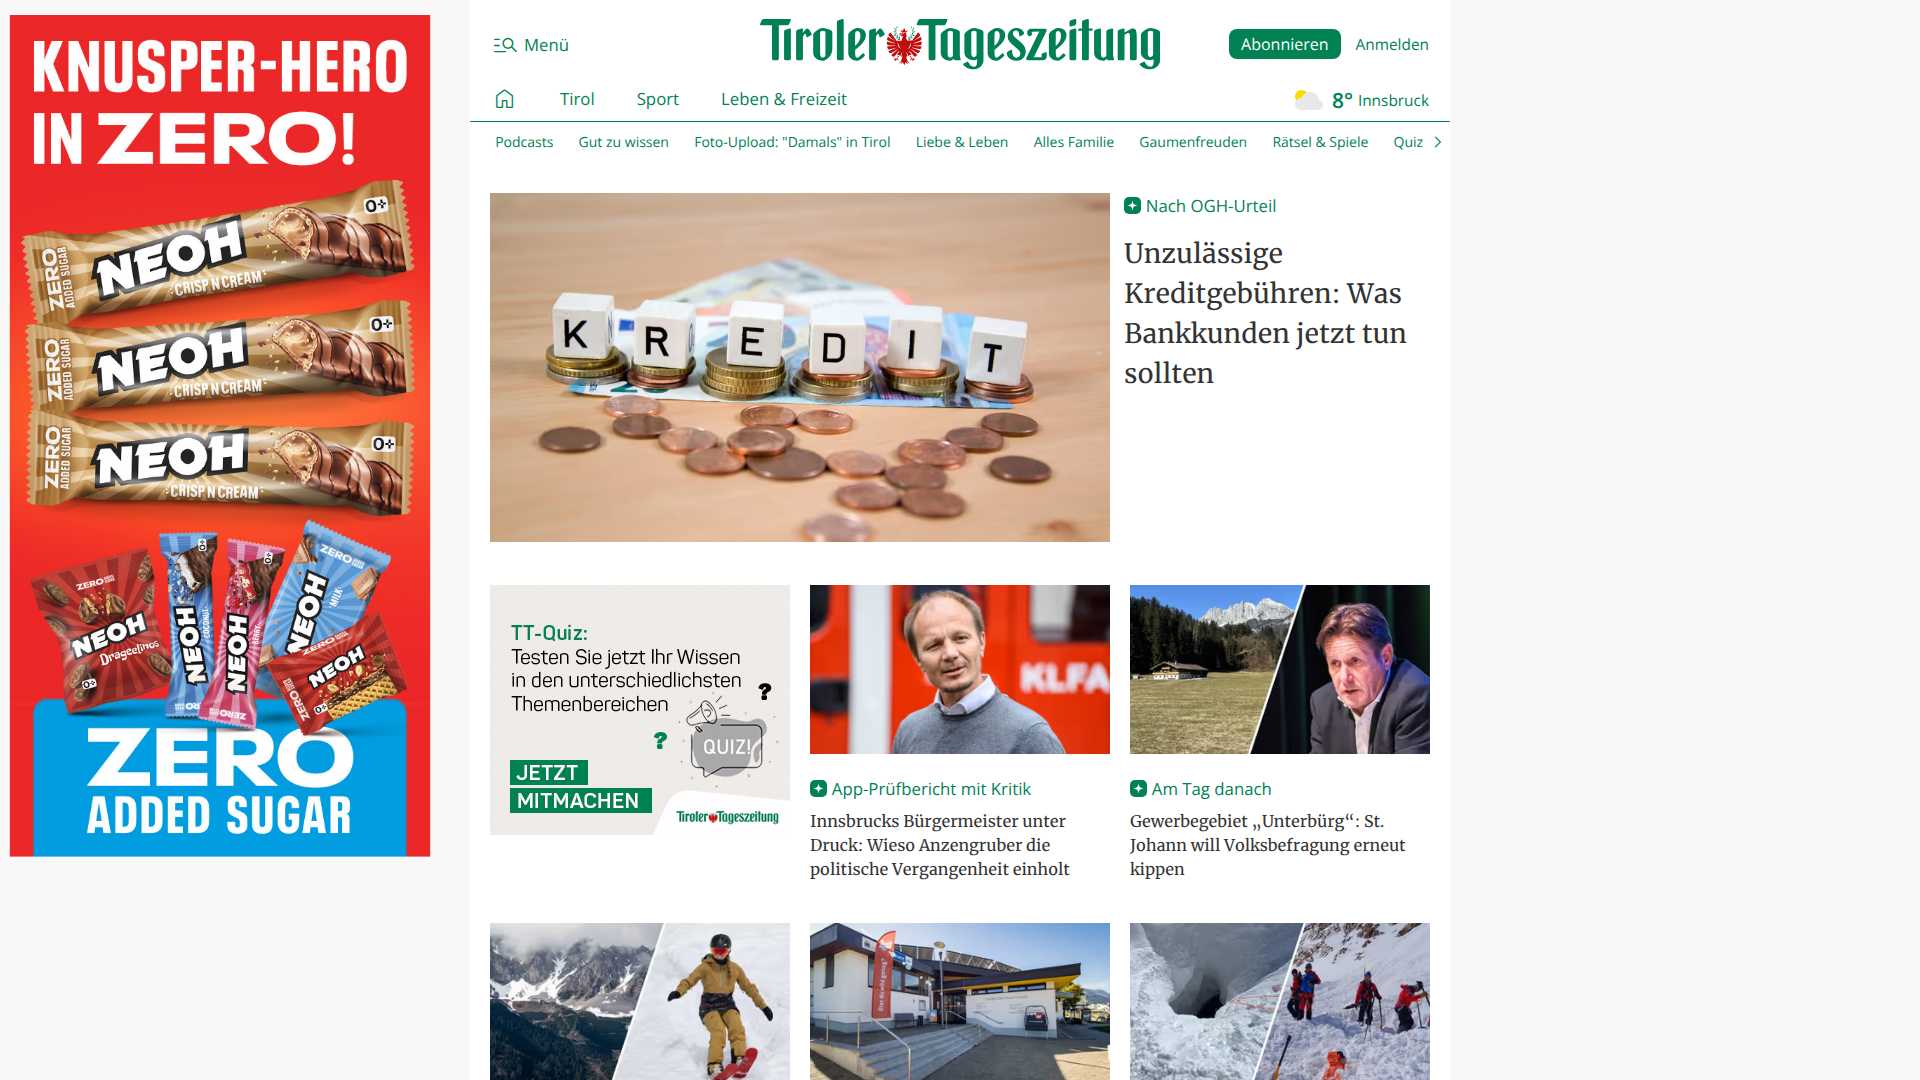 KNUSPER-HERO
IN ZERO!
ZERO
ADDED SUGAR
NEOH
CRISP N CREAM
0+
ZERO
ADDED SUGAR
NEOH
CRISP N CREAM
0+
ZERO
ADDED SUGAR
NEOH
CRISP N CREAM
0+
ZERO
NEOH
Drageelinos
0+
NEOH
COCONUT
NEOH
ZERO
ZERO
NEOH
MILK
ZERO
NEOH
0+
ZERO
ADDED SUGAR
Menü
Tiroler Tageszeitung
Abonnieren
Anmelden
Tirol
Sport
Leben & Freizeit
8° Innsbruck
Podcasts
Gut zu wissen
Foto-Upload: "Damals" in Tirol
Liebe & Leben
Alles Familie
Gaumenfreuden
Rätsel & Spiele
Quiz
KREDIT
Nach OGH-Urteil
Unzulässige
Kreditgebühren: Was
Bankkunden jetzt tun
sollten
TT-Quiz:
Testen Sie jetzt Ihr Wissen
in den unterschiedlichsten
Themenbereichen
?
?
QUIZ!
JETZT
MITMACHEN
Tiroler Tageszeitung
KLFA
App-Prüfbericht mit Kritik
Innsbrucks Bürgermeister unter
Druck: Wieso Anzengruber die
politische Vergangenheit einholt
Am Tag danach
Gewerbegebiet „Unterbürg“: St.
Johann will Volksbefragung erneut
kippen